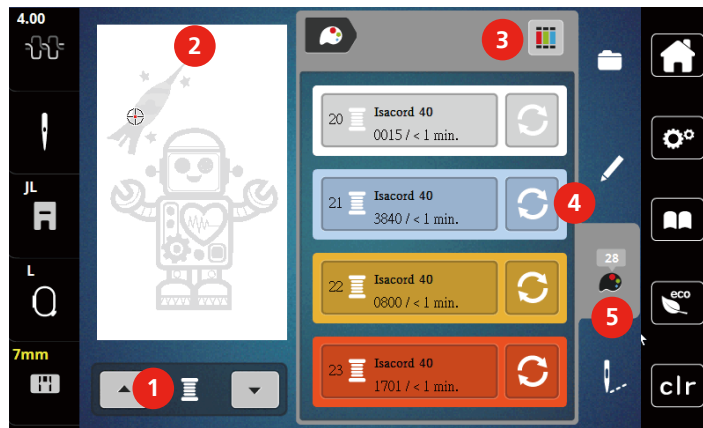 4.00
JL
L
7mm
1
2
3
20 Isacord 40
0015 / < 1 min.
21 Isacord 40
3840 / < 1 min.
4
22 Isacord 40
0800 / < 1 min.
23 Isacord 40
1701 / < 1 min.
28
5
eco
clr